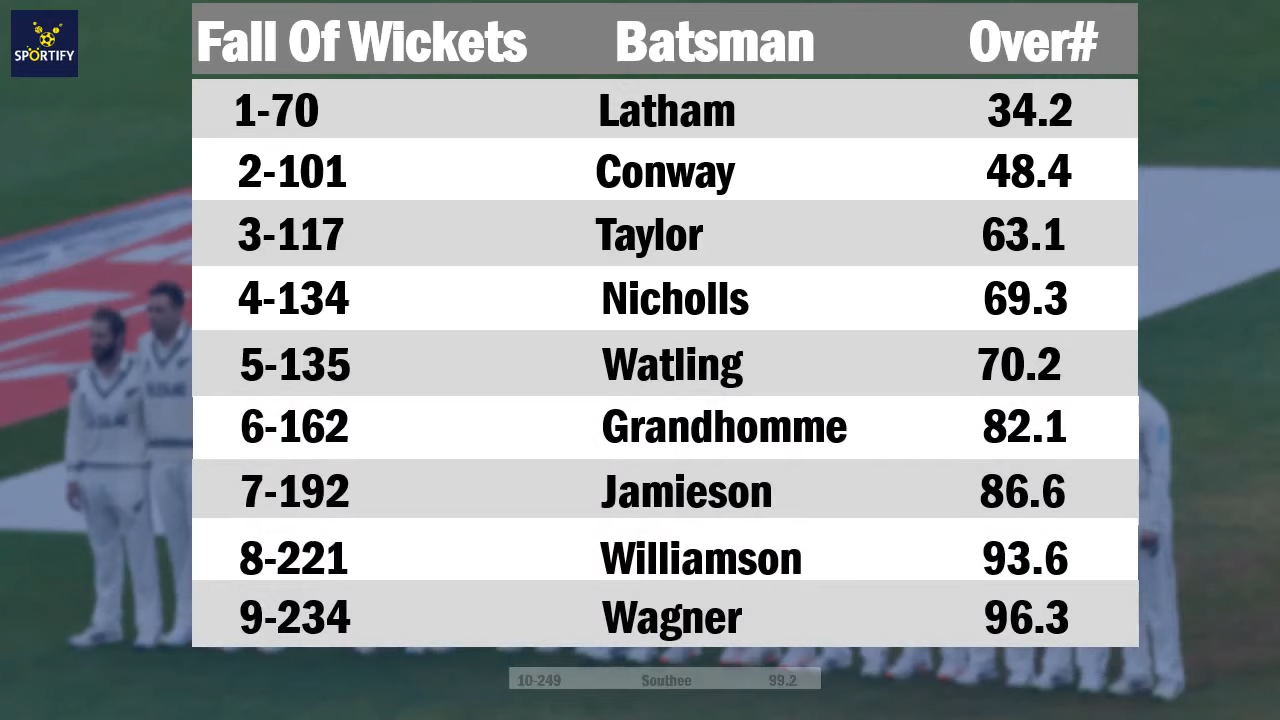 SPORTIFY
Fall Of Wickets Batsman Over#
1-70 Latham 34.2
2-101 Conway 48.4
3-117 Taylor 63.1
4-134 Nicholls 69.3
5-135 Watling 70.2
6-162 Grandhomme 82.1
7-192 Jamieson 86.6
8-221 Williamson 93.6
9-234 Wagner 96.3
10-249 Southee 99.2